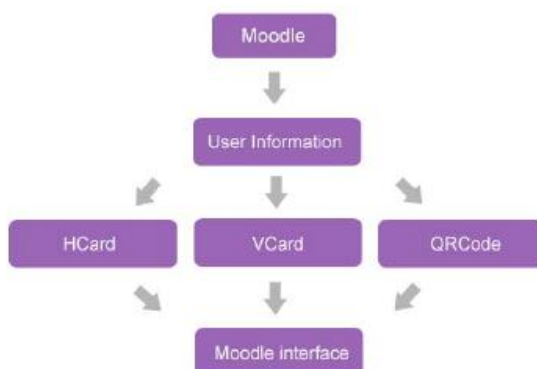 Moodle
User Information
HCard
VCard
QRCode
Moodle interface